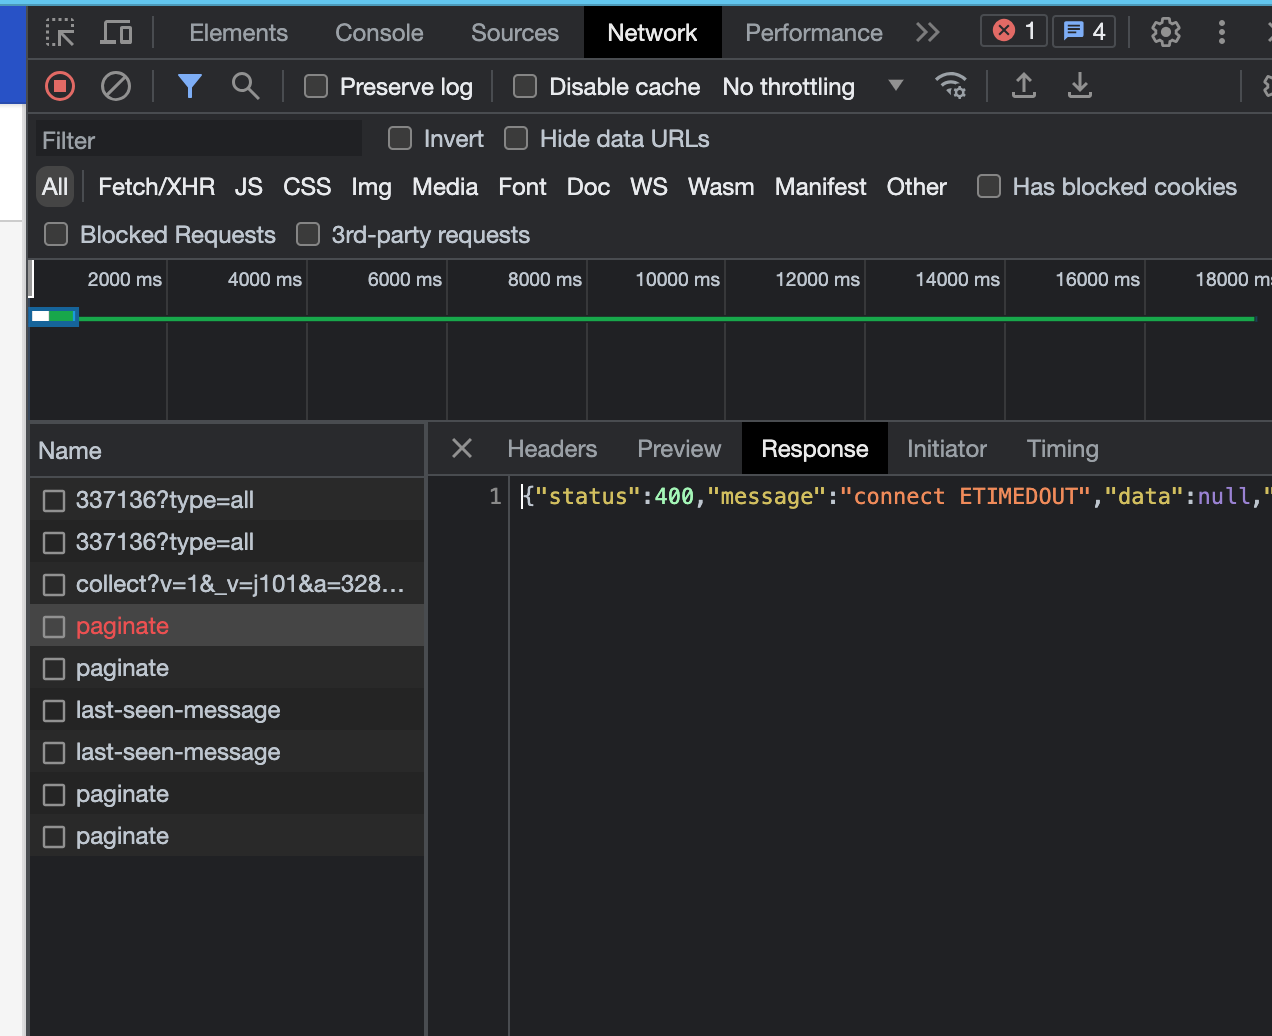 Elements Console Sources Network Performance 1 4
Preserve log Disable cache No throttling
Filter Invert Hide data URLs
All Fetch/XHR JS CSS Img Media Font Doc WS Wasm Manifest Other Has blocked cookies
Blocked Requests 3rd-party requests
2000 ms 4000 ms 6000 ms 8000 ms 10000 ms 12000 ms 14000 ms 16000 ms 18000 ms
Name
Headers Preview Response Initiator Timing
1 {"status":400,"message":"connect ETIMEDOUT","data":null,"
337136?type=all
337136?type=all
collect?v=1&_v=j101&a=328...
paginate
paginate
last-seen-message
last-seen-message
paginate
paginate